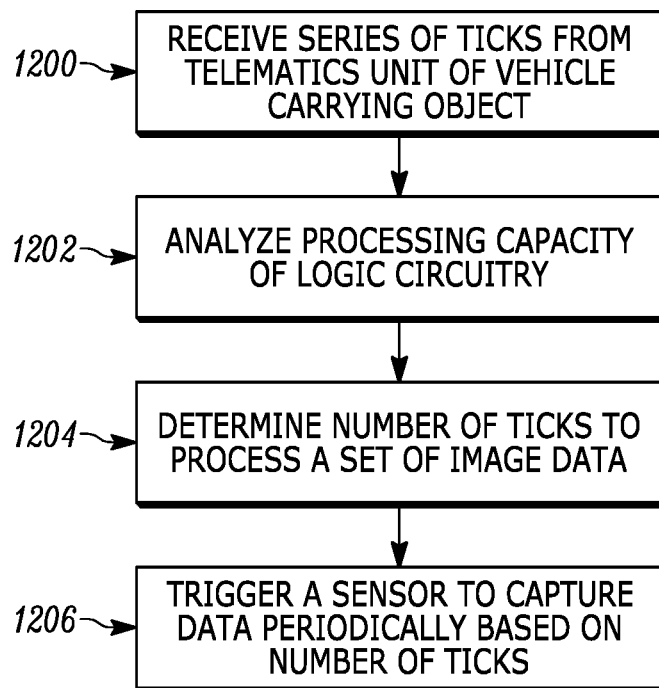 1200
RECEIVE SERIES OF TICKS FROM
TELEMATICS UNIT OF VEHICLE
CARRYING OBJECT
1202
ANALYZE PROCESSING CAPACITY
OF LOGIC CIRCUITRY
1204
DETERMINE NUMBER OF TICKS TO
PROCESS A SET OF IMAGE DATA
1206
TRIGGER A SENSOR TO CAPTURE
DATA PERIODICALLY BASED ON
NUMBER OF TICKS